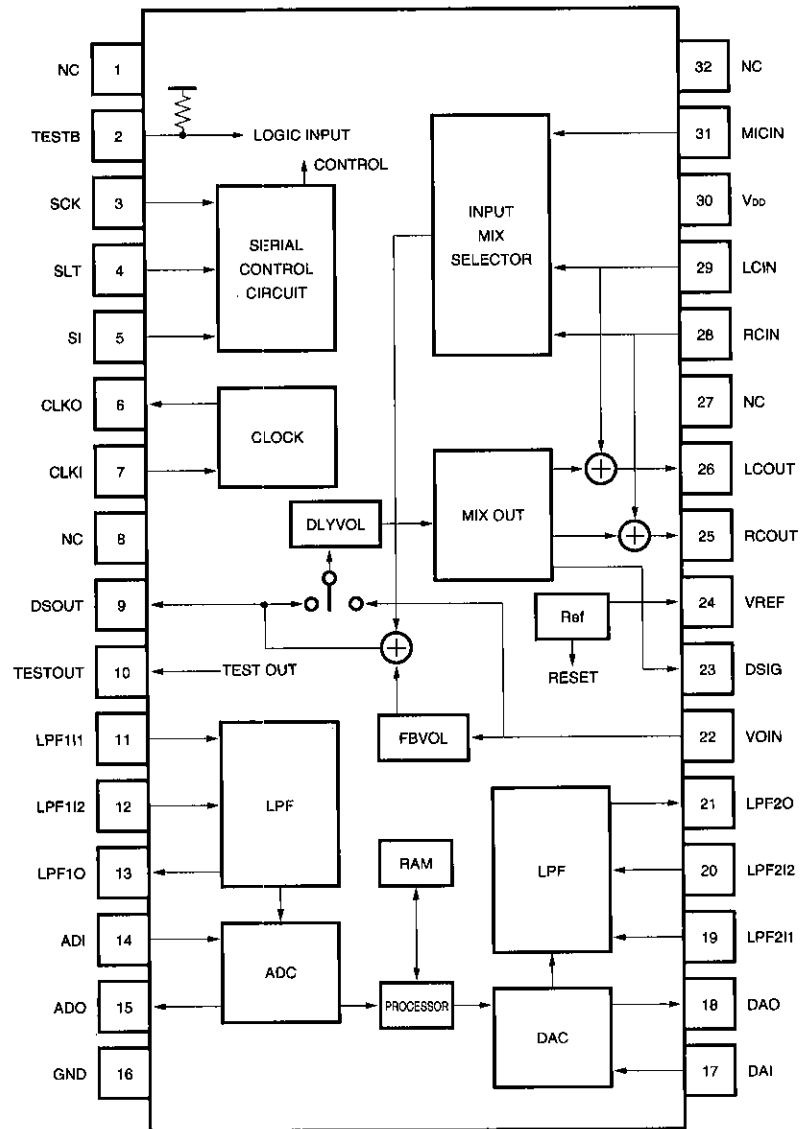 NC 1
TESTB 2
SCK 3
SLT 4
SI 5
CLKO 6
CLKI 7
NC 8
DSOUT 9
TESTOUT 10
LPF1I1 11
LPF1I2 12
LPF1O 13
ADI 14
ADO 15
GND 16
LOGIC INPUT
CONTROL
SERIAL
CONTROL
CIRCUIT
CLOCK
INPUT
MIX
SELECTOR
DLYVOL
MIX OUT
Ref
RESET
TEST OUT
FBVOL
LPF
RAM
LPF
ADC
PROCESSOR
DAC
32 NC
31 MICIN
30 VDD
29 LCIN
28 RCIN
27 NC
26 LCOUT
25 RCOUT
24 VREF
23 DSIG
22 VOIN
21 LPF2O
20 LPF2I2
19 LPF2I1
18 DAO
17 DAI